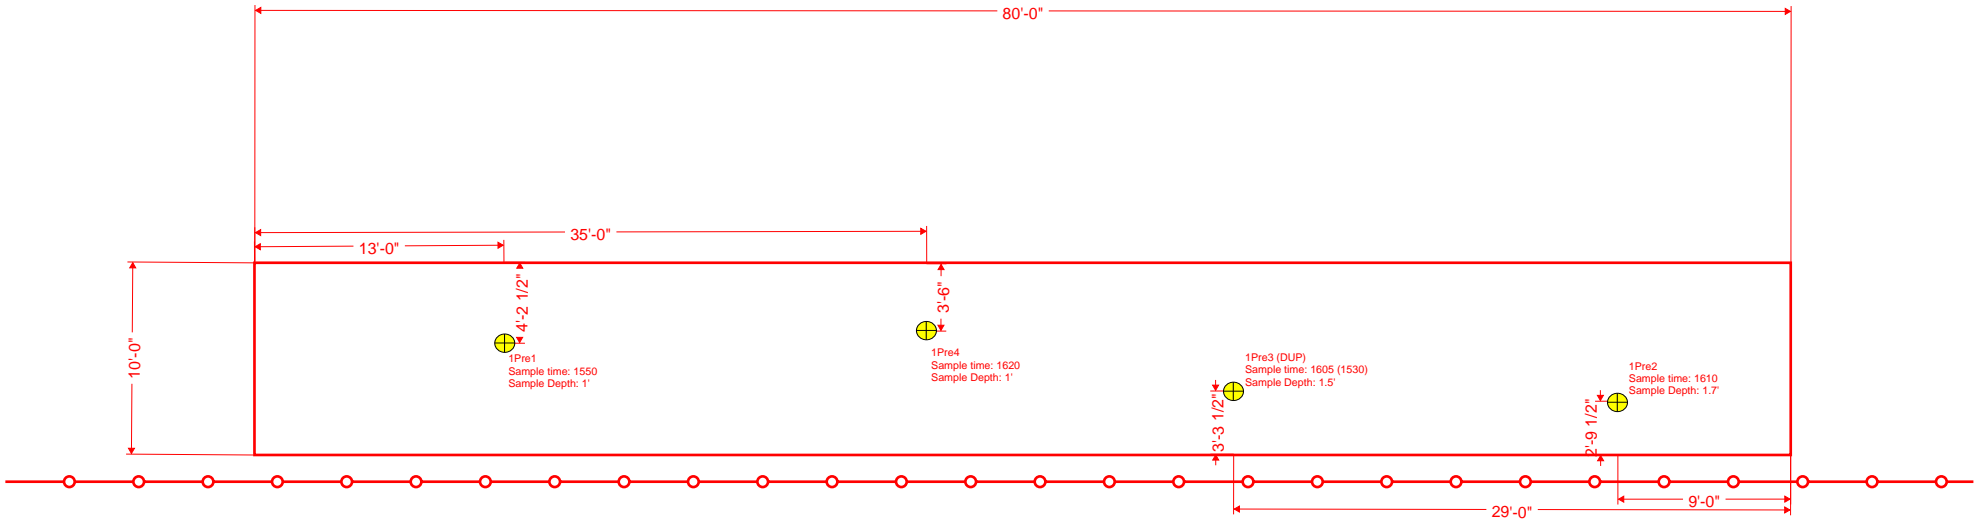 80'-0"
35'-0"
13'-0"
10'-0"
4'-2 1/2"
3'-6"
1Pre1
Sample time: 1550
Sample Depth: 1'
1Pre4
Sample time: 1620
Sample Depth: 1'
1Pre3 (DUP)
Sample time: 1605 (1530)
Sample Depth: 1.5'
1Pre2
Sample time: 1610
Sample Depth: 1.7'
3'-3 1/2"
2'-9 1/2"
9'-0"
29'-0"